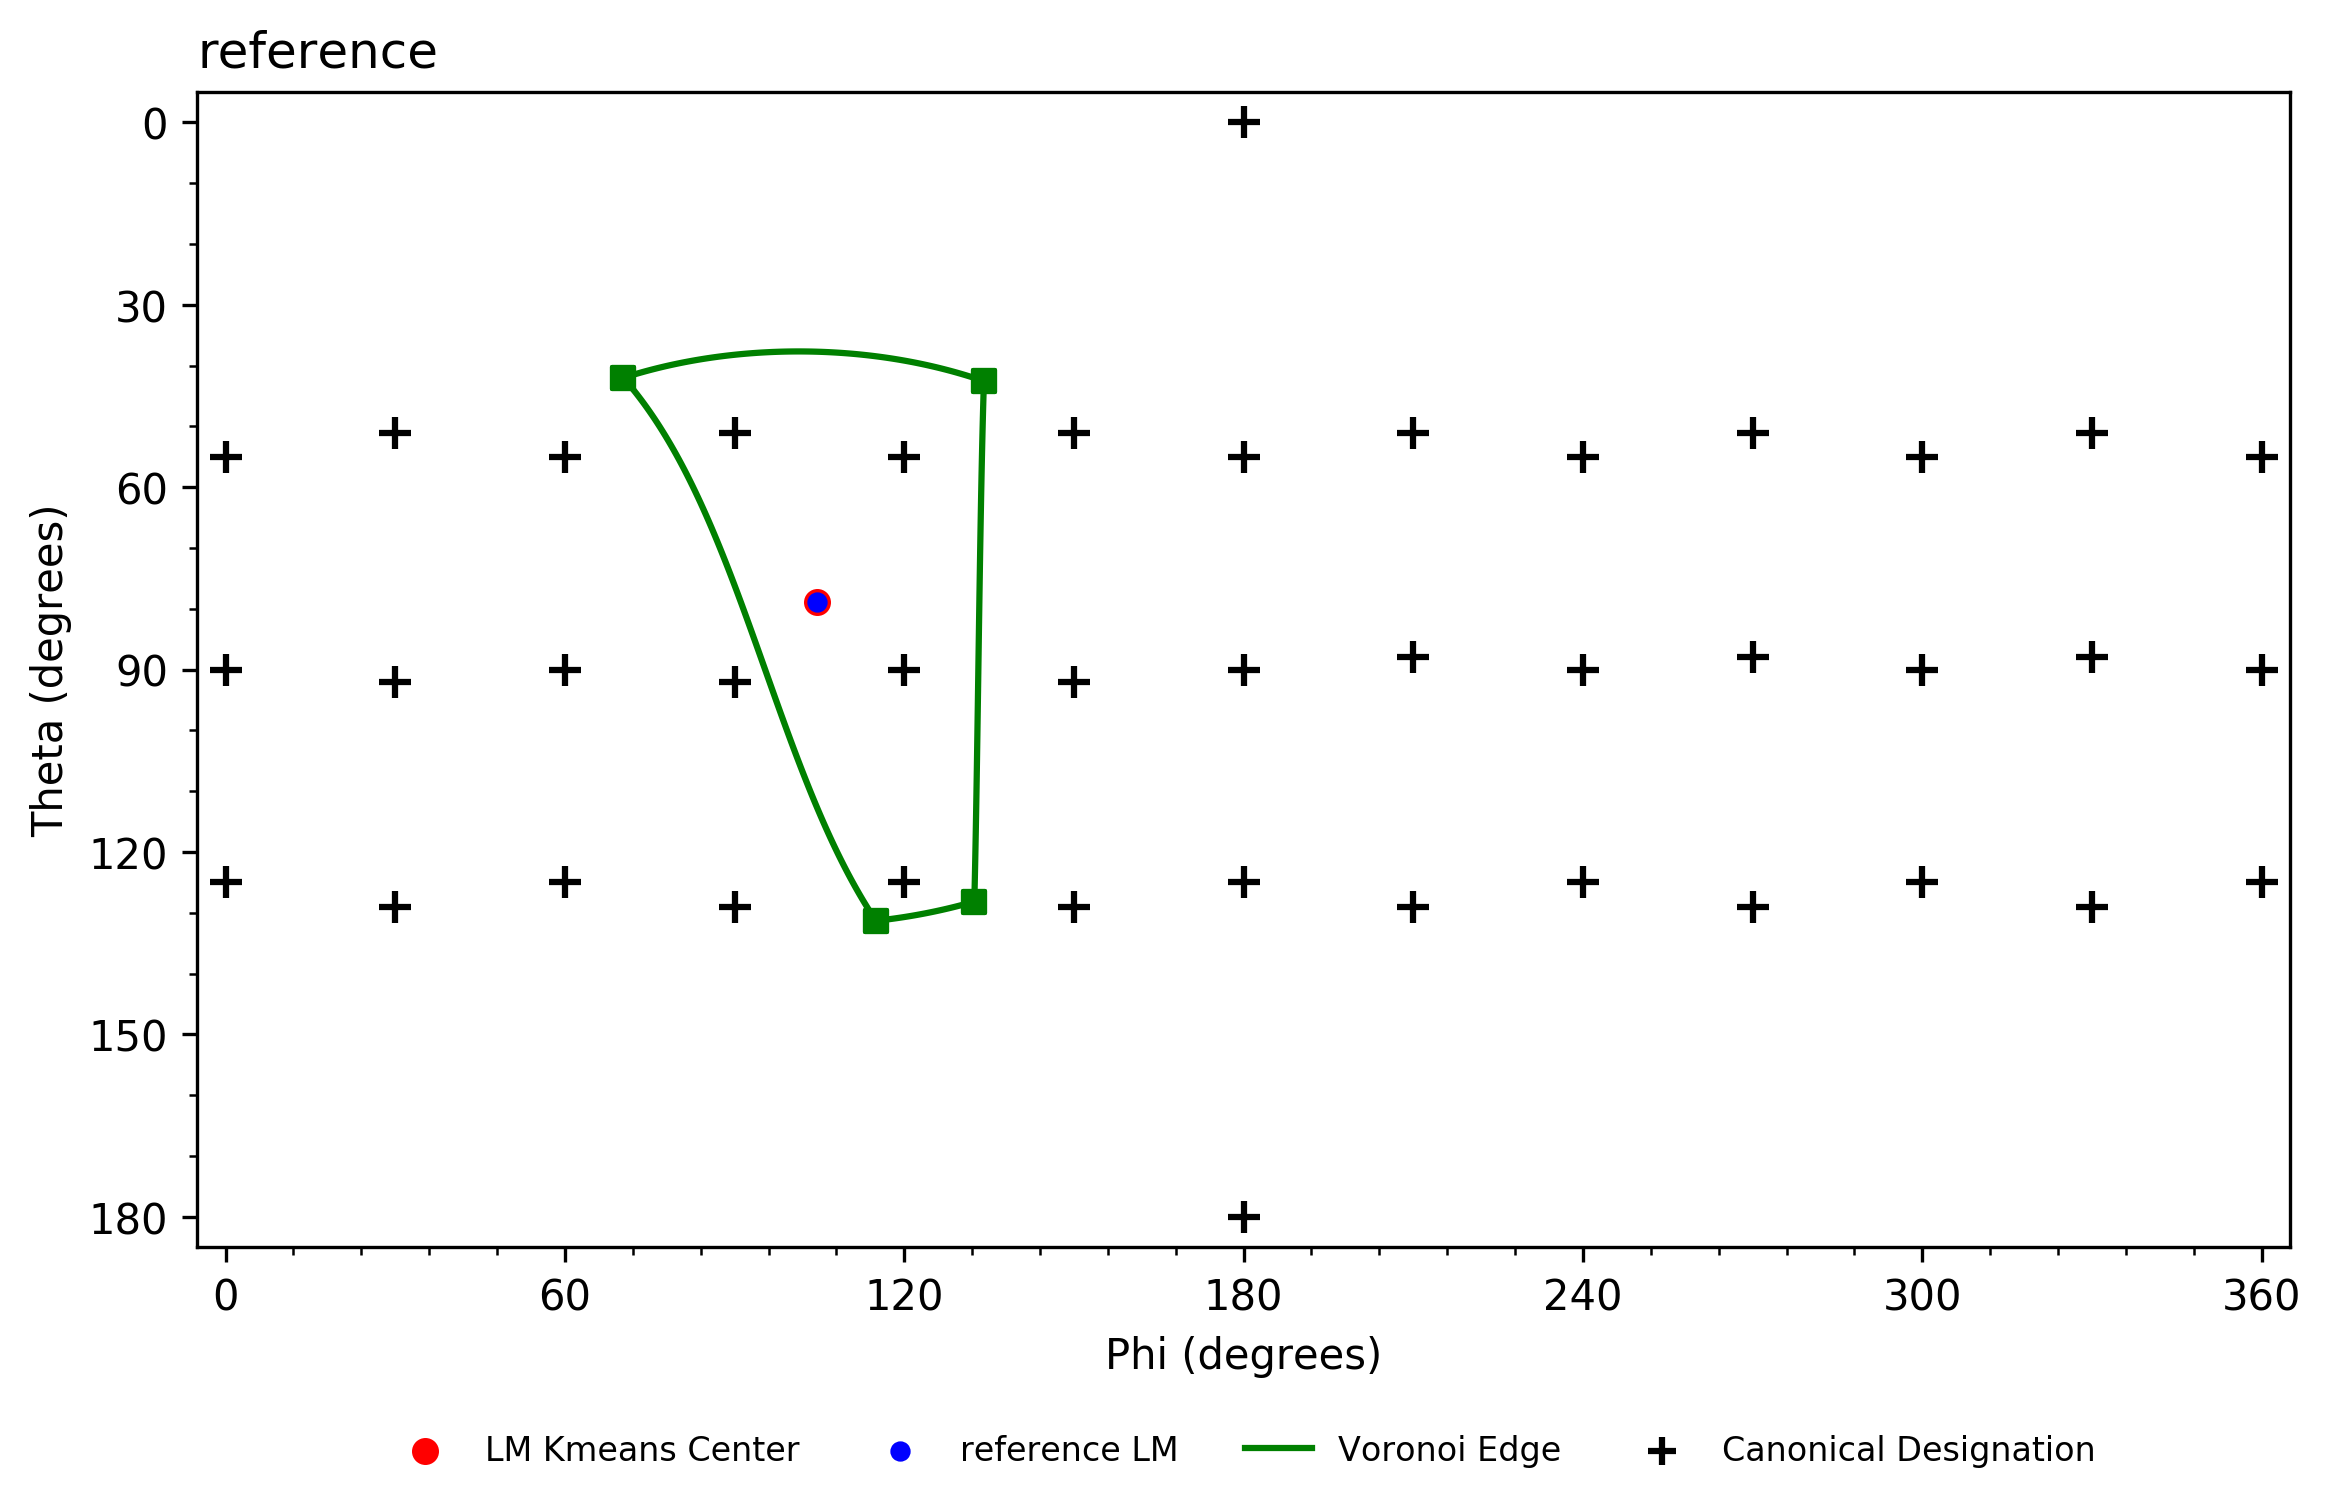 reference
0
30
60
90
120
150
180
Theta (degrees)
0 60 120 180 240 300 360
Phi (degrees)
LM Kmeans Center reference LM Voronoi Edge Canonical Designation